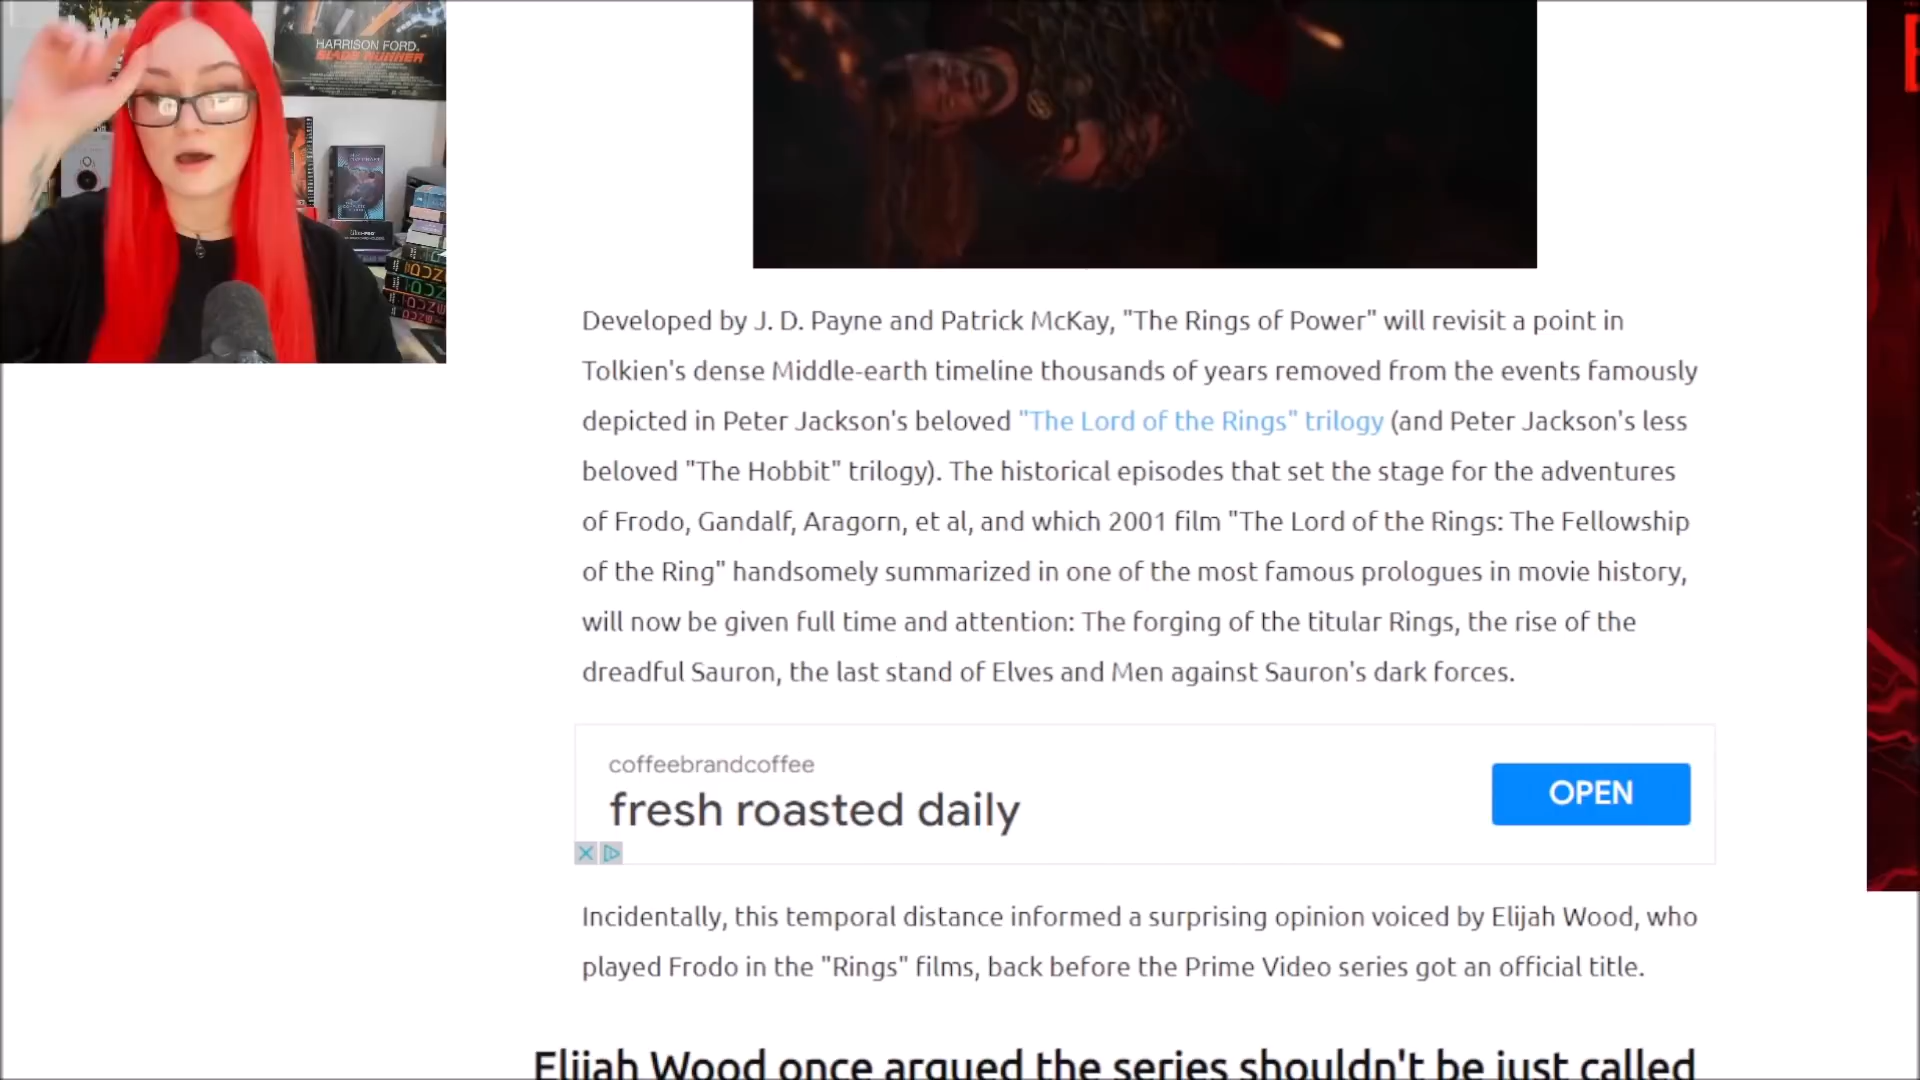 HARRISON FORD.
BLADE RUNNER
Developed by J. D. Payne and Patrick McKay, "The Rings of Power" will revisit a point in
Tolkien's dense Middle-earth timeline thousands of years removed from the events famously
depicted in Peter Jackson's beloved "The Lord of the Rings" trilogy (and Peter Jackson's less
beloved "The Hobbit" trilogy). The historical episodes that set the stage for the adventures
of Frodo, Gandalf, Aragorn, et al, and which 2001 film "The Lord of the Rings: The Fellowship
of the Ring" handsomely summarized in one of the most famous prologues in movie history,
will now be given full time and attention: The forging of the titular Rings, the rise of the
dreadful Sauron, the last stand of Elves and Men against Sauron's dark forces.
coffeebrandcoffee
fresh roasted daily
OPEN
Incidentally, this temporal distance informed a surprising opinion voiced by Elijah Wood, who
played Frodo in the "Rings" films, back before the Prime Video series got an official title.
Elijah Wood once argued the series shouldn't be just called